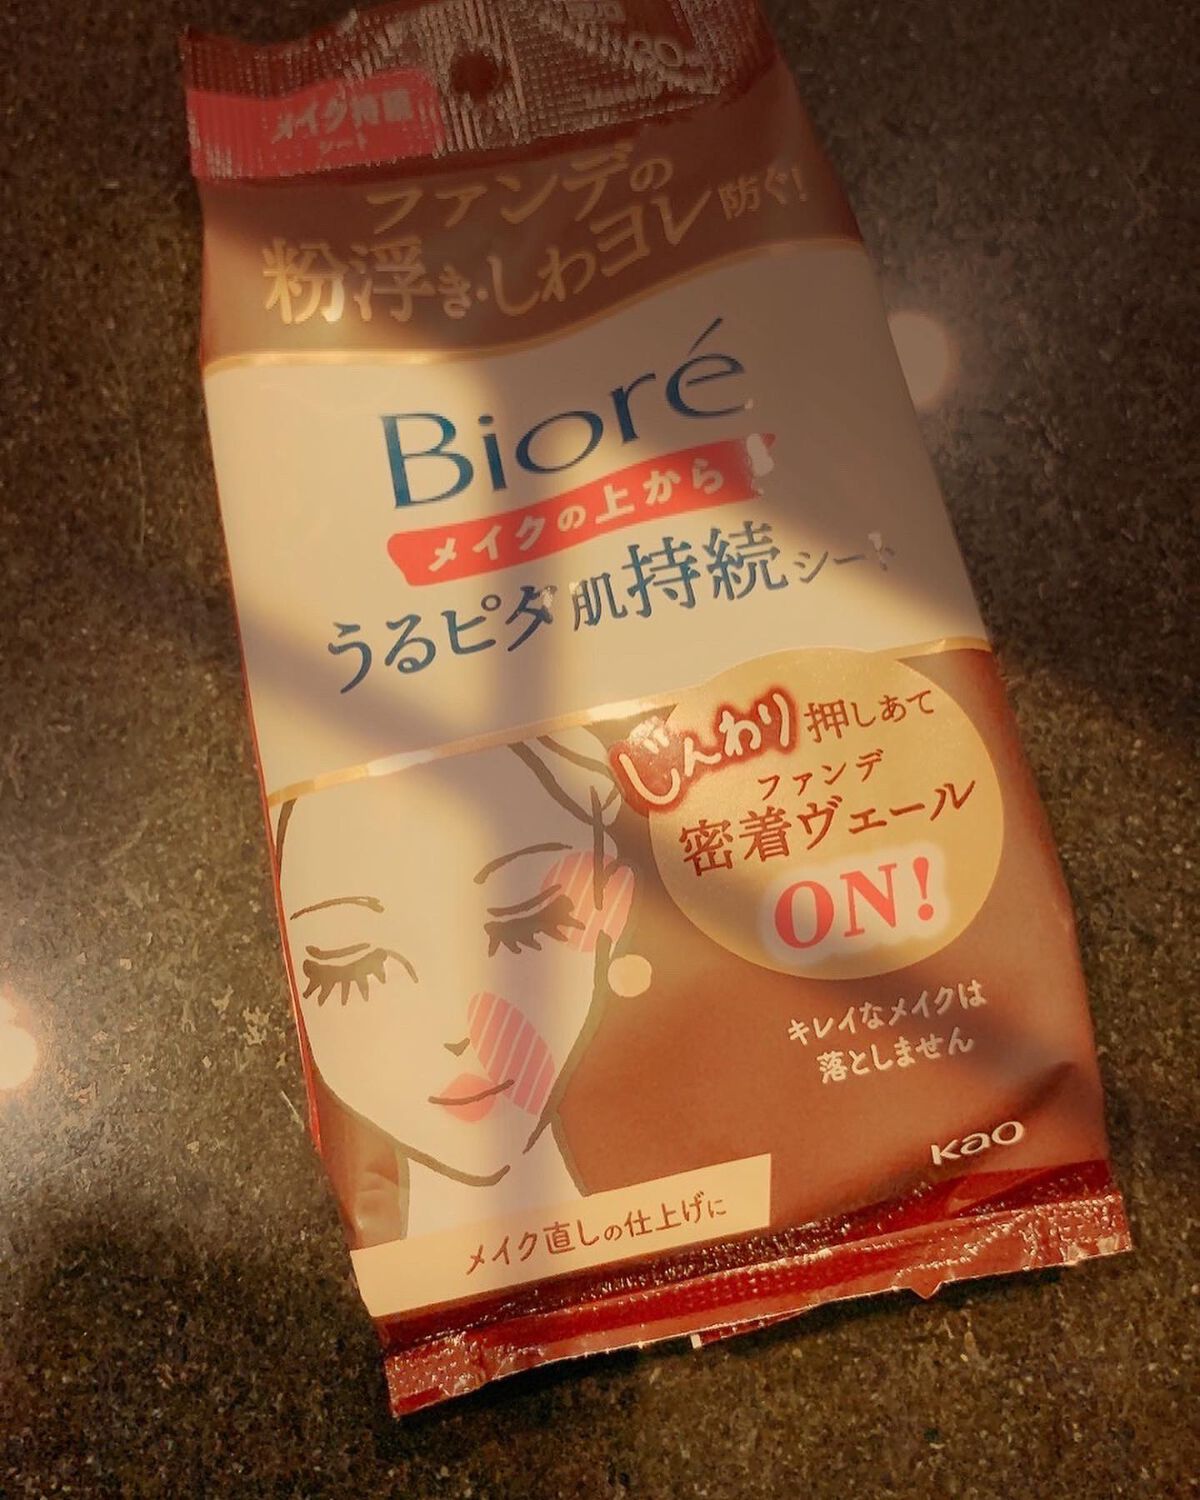 メイク持続
シート
ファンデの
粉浮き・しわヨレ防ぐ!
Bioré
メイクの上から
うるピタ肌持続シート
じんわり押しあて
ファンデ
密着ヴェール
ON!
キレイなメイクは
落としません
Kao
メイク直しの仕上げに